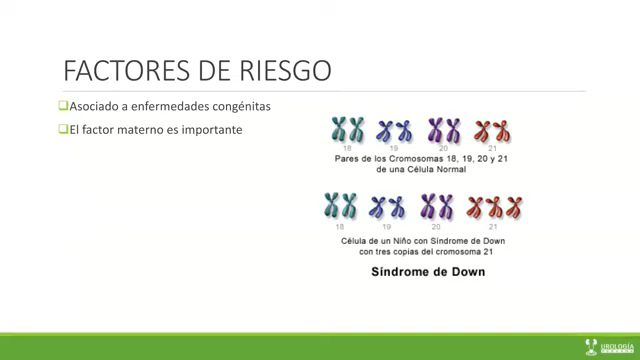 FACTORES DE RIESGO
Asociado a enfermedades congénitas
El factor materno es importante
18 19 20 21
Pares de los Cromosomas 18, 19, 20 y 21
de una Célula Normal
18 19 20 21
Célula de un Niño con Síndrome de Down
con tres copias del cromosoma 21
Síndrome de Down
UROLOGÍA